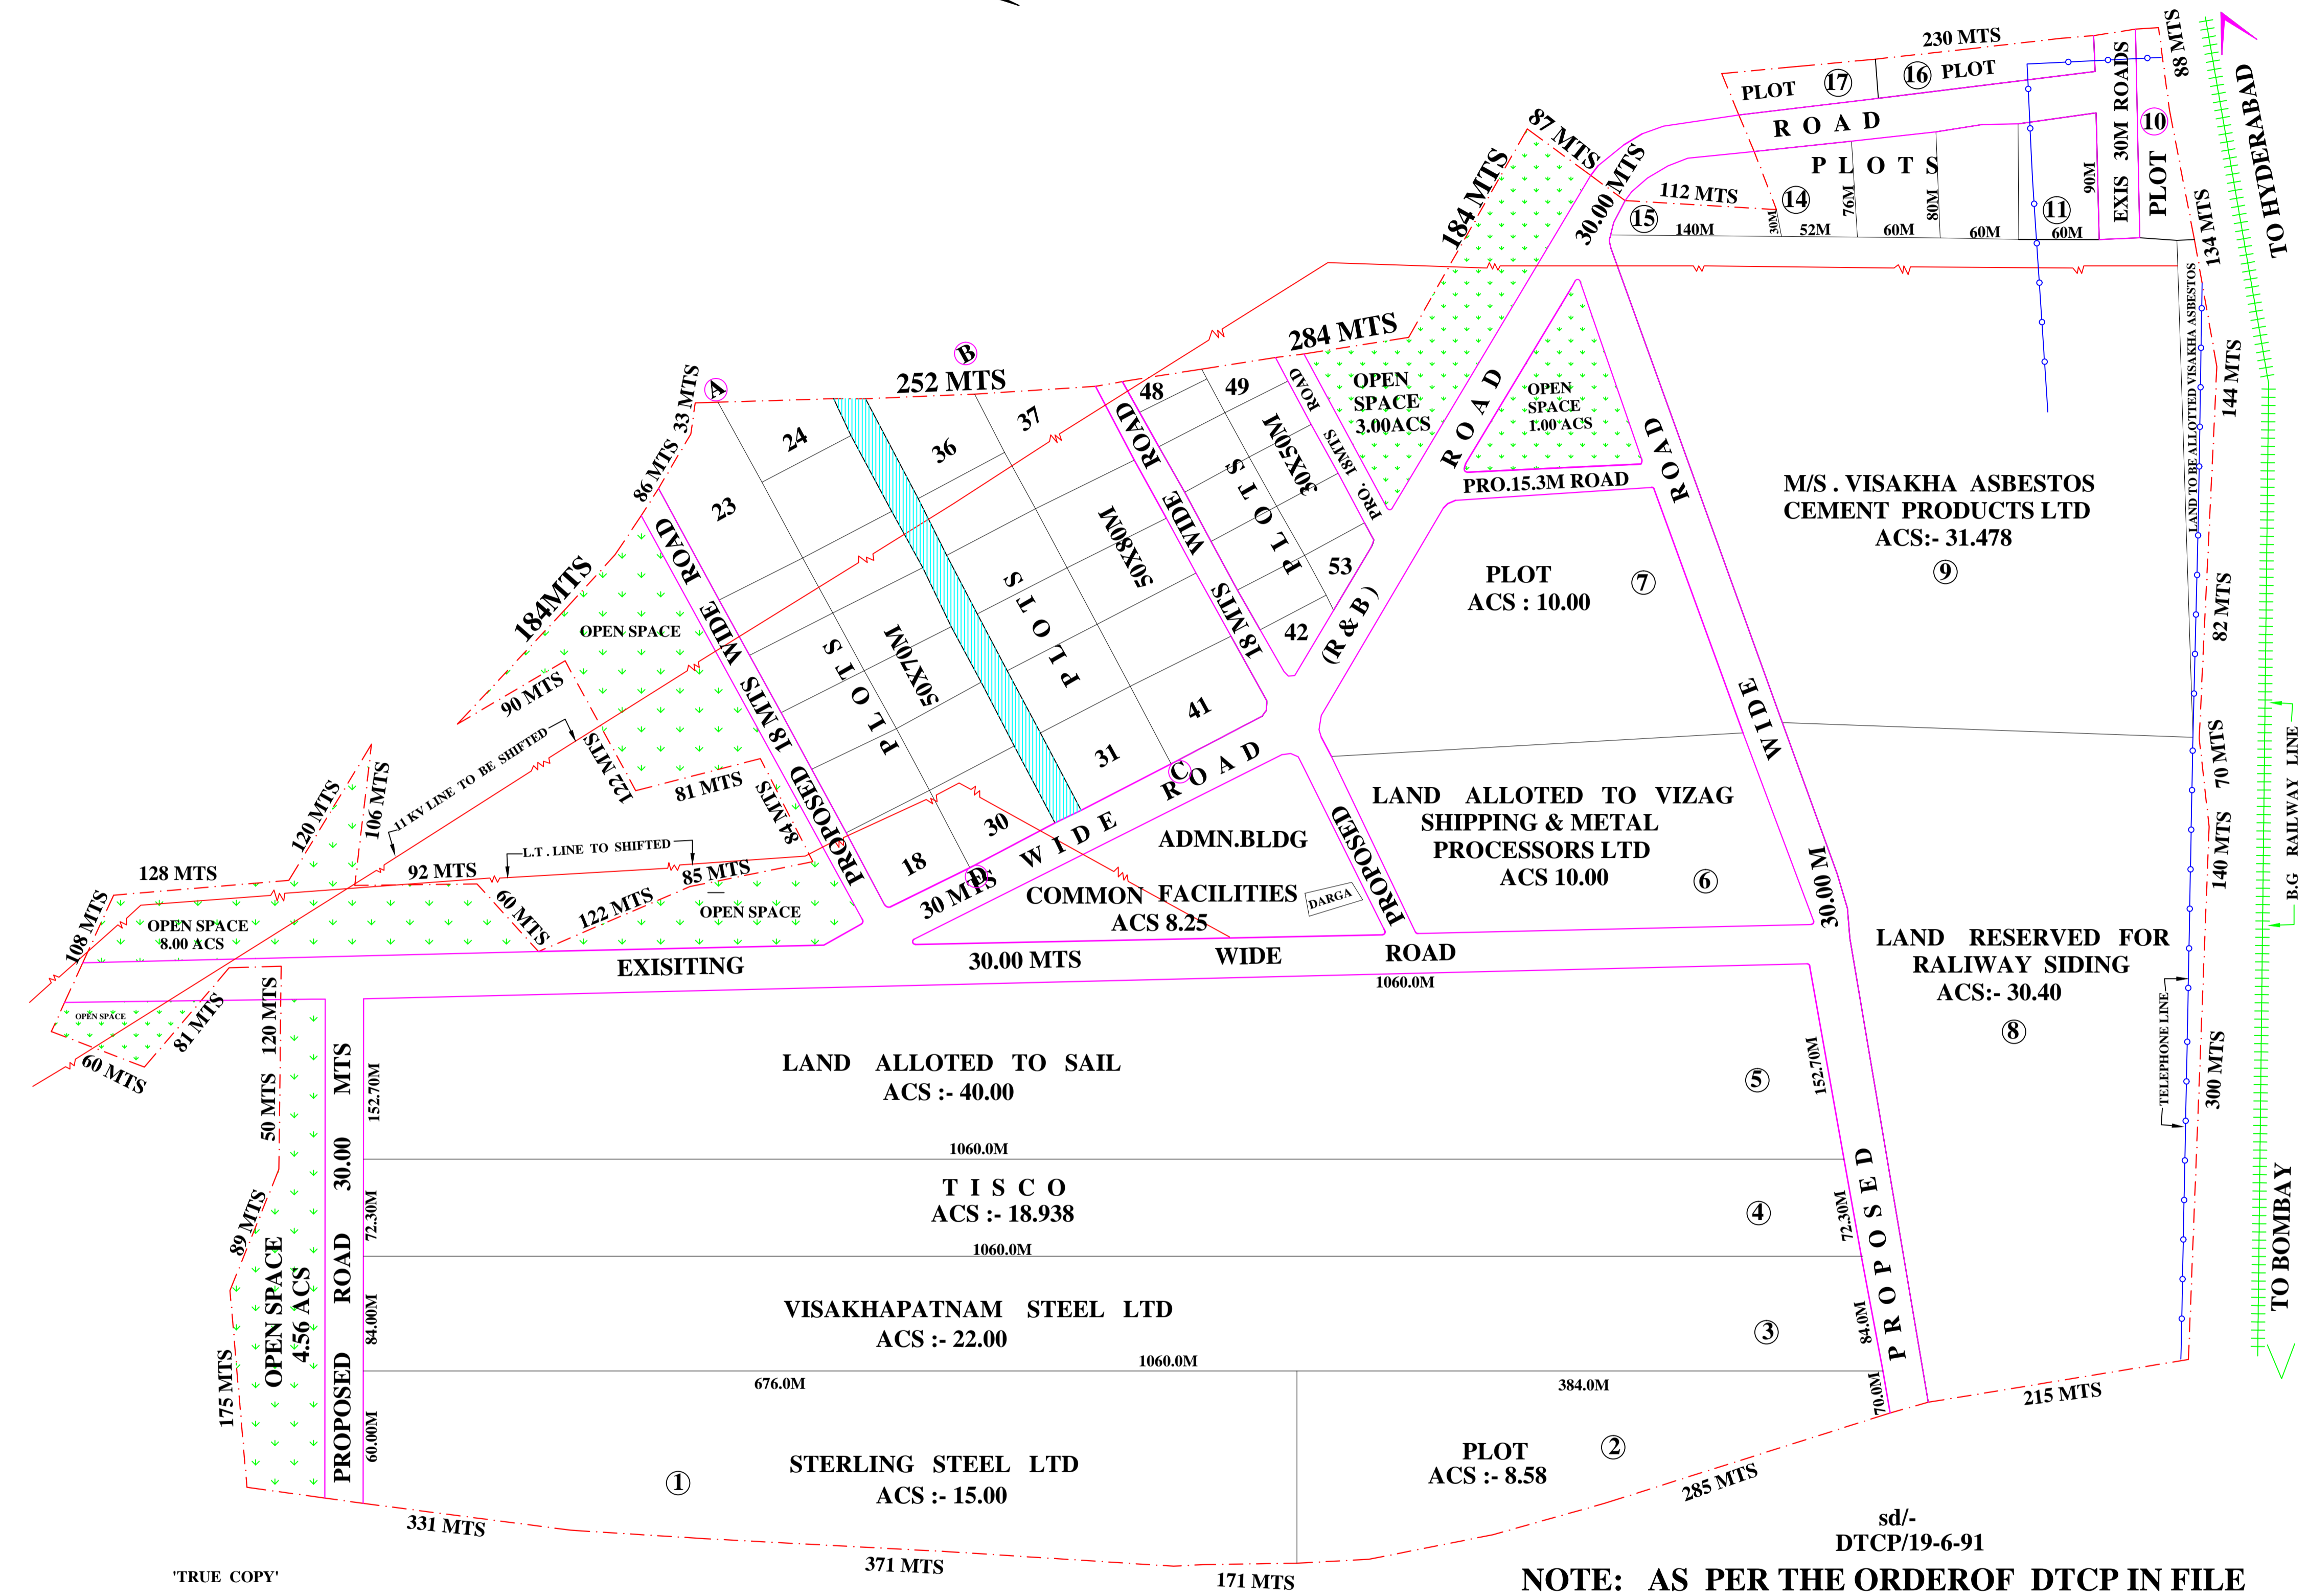 230 MTS
88 MTS
TO HYDERABAD
PLOT 17
16 PLOT
EXIS 30M ROADS
10
PLOT
ROAD
87 MTS
184 MTS
30.00 MTS
PLOTS
112 MTS
14
76M
80M
90M
15
140M
30M
52M
60M
60M
11
60M
134 MTS
LAND TO BE ALLOTED VISAKHA ASBESTOS
284 MTS
B
252 MTS
A
33 MTS
86 MTS
144 MTS
24
36
37
48
49
ROAD
PRO. 18MTS
OPEN
SPACE
3.00ACS
ROAD
(R & B)
OPEN
SPACE
1.00 ACS
PRO.15.3M ROAD
M/S . VISAKHA ASBESTOS
CEMENT PRODUCTS LTD
ACS:- 31.478
9
23
PROPOSED 18 MTS WIDE ROAD
PLOTS
50X70M
PLOTS
50X80M
18 MTS WIDE ROAD
PLOTS
30X50M
53
42
PLOT
ACS : 10.00
7
184MTS
OPEN SPACE
90 MTS
122 MTS
81 MTS
84 MTS
82 MTS
70 MTS
140 MTS
B.G RAILWAY LINE
41
31
C
30
18
D
30 MTS WIDE ROAD
PROPOSED
ADMN.BLDG
COMMON FACILITIES
ACS 8.25
DARGA
LAND ALLOTED TO VIZAG
SHIPPING & METAL
PROCESSORS LTD
ACS 10.00
6
PROPOSED 30.00 M WIDE ROAD
120 MTS
106 MTS
11 KV LINE TO BE SHIFTED
L.T . LINE TO SHIFTED
128 MTS
92 MTS
85 MTS
60 MTS
122 MTS
OPEN SPACE
108 MTS
OPEN SPACE
8.00 ACS
EXISITING 30.00 MTS WIDE ROAD
1060.0M
LAND RESERVED FOR
RALIWAY SIDING
ACS:- 30.40
8
TELEPHONE LINE
300 MTS
OPEN SPACE
81 MTS
60 MTS
120 MTS
50 MTS
89 MTS
175 MTS
OPEN SPACE
4.56 ACS
PROPOSED ROAD 30.00 MTS
152.70M
LAND ALLOTED TO SAIL
ACS :- 40.00
5
152.70M
1060.0M
72.30M
TISCO
ACS :- 18.938
4
72.30M
1060.0M
84.00M
VISAKHAPATNAM STEEL LTD
ACS :- 22.00
3
84.0M
1060.0M
676.0M
384.0M
70.0M
60.00M
1
STERLING STEEL LTD
ACS :- 15.00
PLOT
ACS :- 8.58
2
215 MTS
285 MTS
TO BOMBAY
331 MTS
371 MTS
171 MTS
sd/-
DTCP/19-6-91
'TRUE COPY'
NOTE: AS PER THE ORDEROF DTCP IN FILE